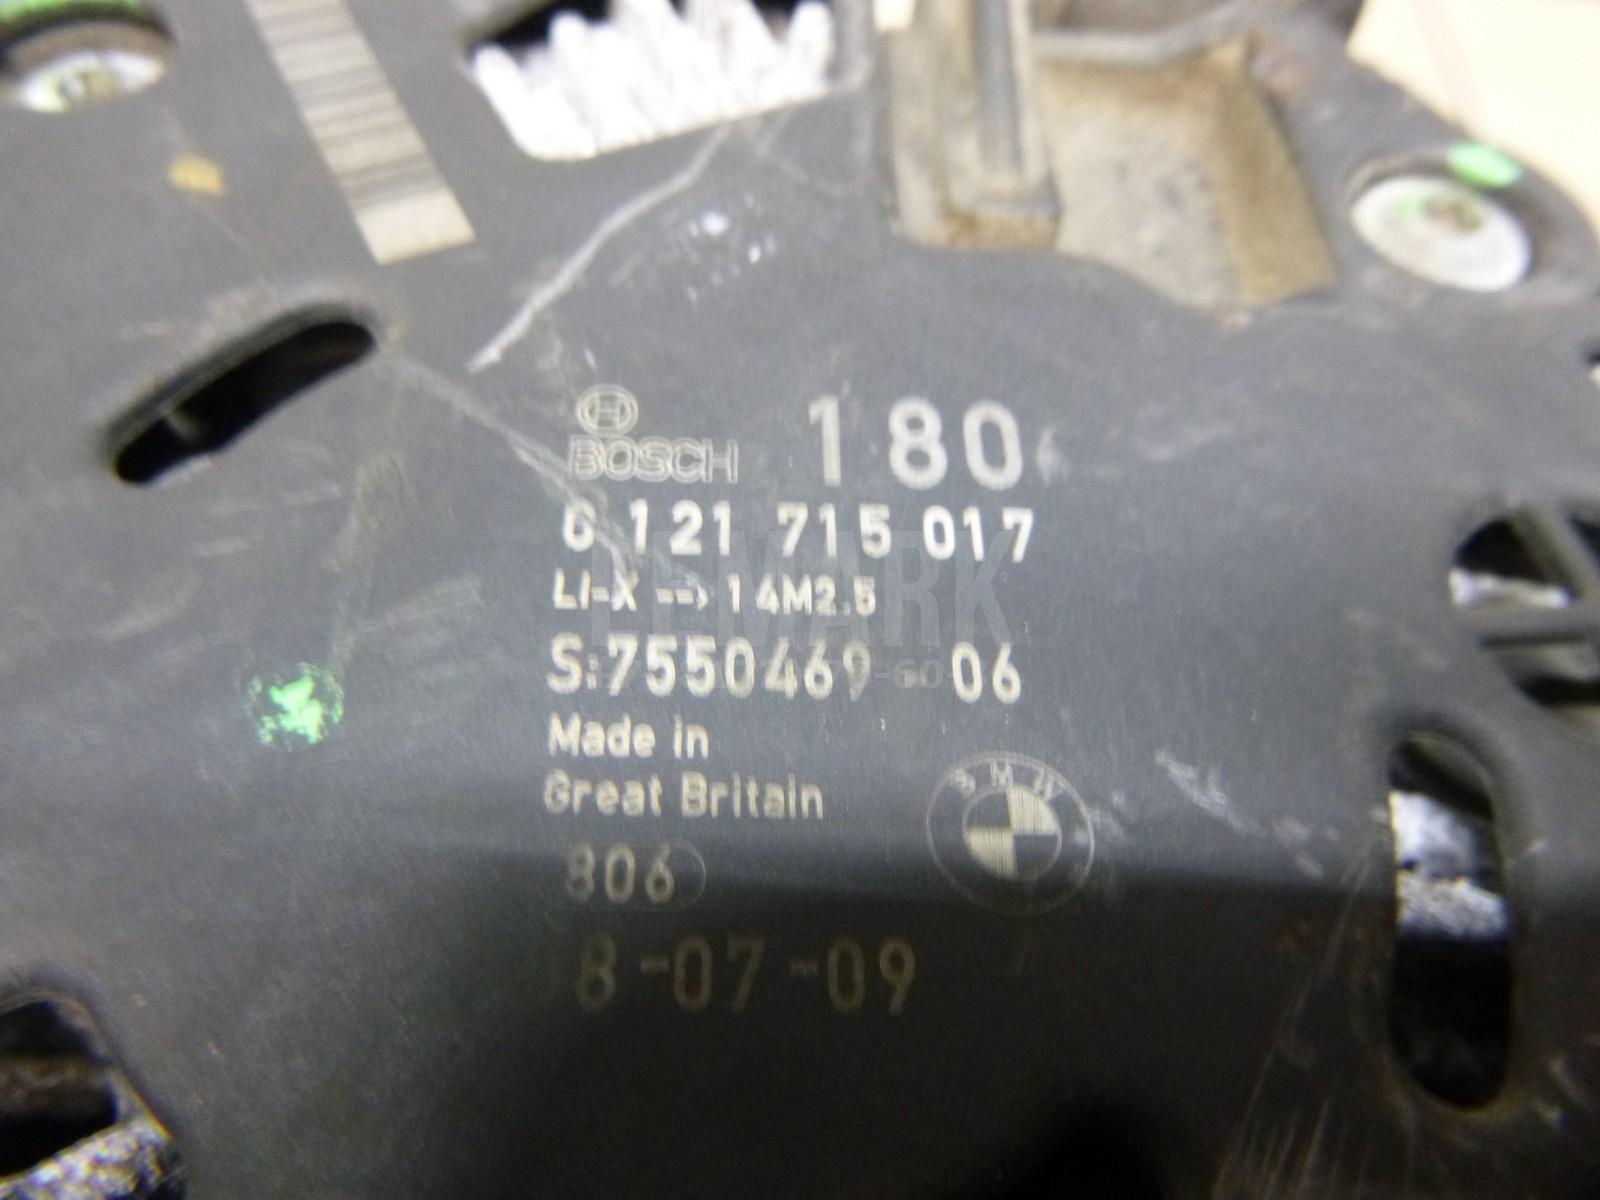 BOSCH 180
0 121 715 017
LI-X --> 14M2.5
S:7550469 - 06
Made in
Great Britain
BMW
806
8-07-09
LEMARK